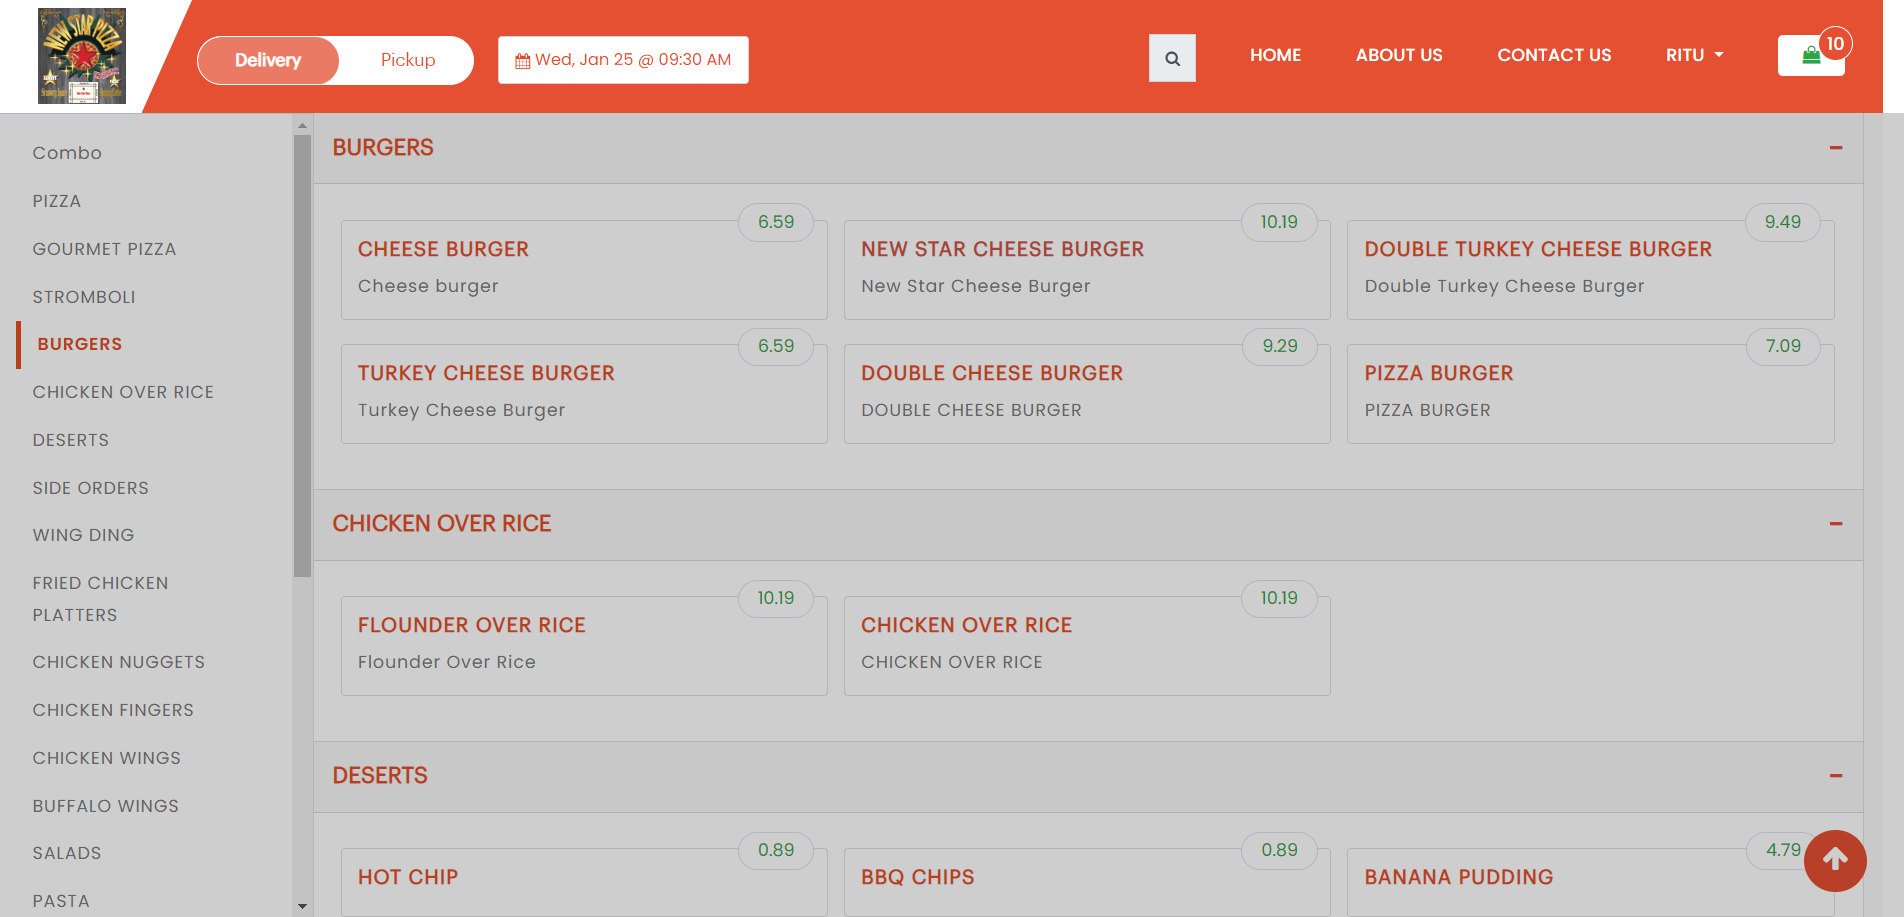 NEW STAR PIZZA
Delivery
Pickup
Wed, Jan 25 @ 09:30 AM
HOME
ABOUT US
CONTACT US
RITU
10
Combo
PIZZA
GOURMET PIZZA
STROMBOLI
BURGERS
CHICKEN OVER RICE
DESERTS
SIDE ORDERS
WING DING
FRIED CHICKEN
PLATTERS
CHICKEN NUGGETS
CHICKEN FINGERS
CHICKEN WINGS
BUFFALO WINGS
SALADS
PASTA
BURGERS
6.59
CHEESE BURGER
Cheese burger
10.19
NEW STAR CHEESE BURGER
New Star Cheese Burger
9.49
DOUBLE TURKEY CHEESE BURGER
Double Turkey Cheese Burger
6.59
TURKEY CHEESE BURGER
Turkey Cheese Burger
9.29
DOUBLE CHEESE BURGER
DOUBLE CHEESE BURGER
7.09
PIZZA BURGER
PIZZA BURGER
CHICKEN OVER RICE
10.19
FLOUNDER OVER RICE
Flounder Over Rice
10.19
CHICKEN OVER RICE
CHICKEN OVER RICE
DESERTS
0.89
HOT CHIP
0.89
BBQ CHIPS
4.79
BANANA PUDDING